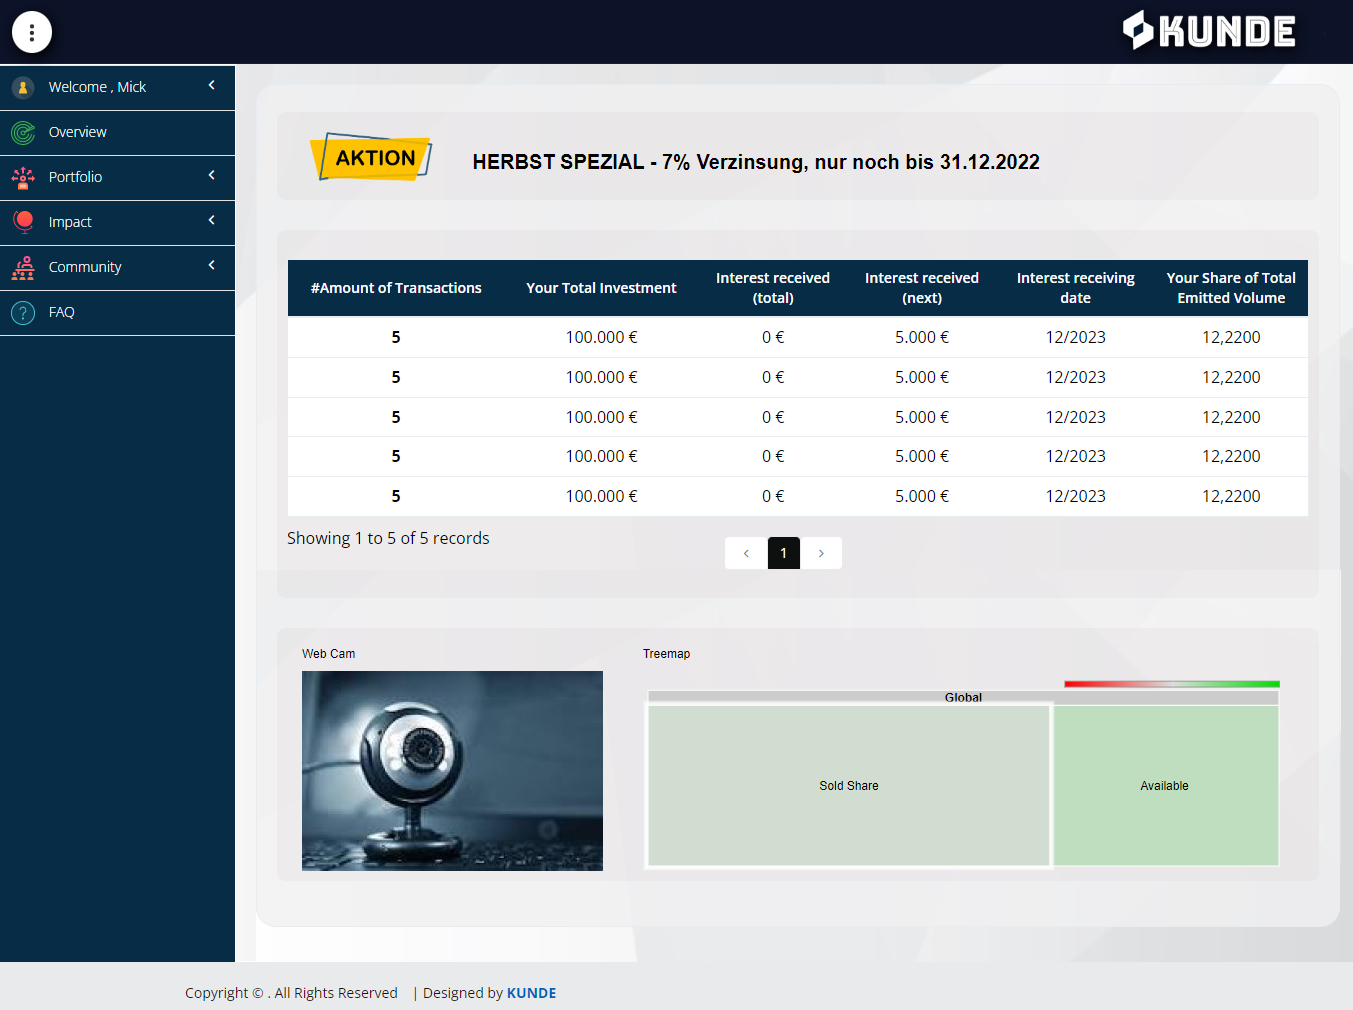 KUNDE
Welcome , Mick
Overview
Portfolio
Impact
Community
FAQ
AKTION
HERBST SPEZIAL - 7% Verzinsung, nur noch bis 31.12.2022
#Amount of Transactions Your Total Investment Interest received (total) Interest received (next) Interest receiving date Your Share of Total Emitted Volume
5 100.000 € 0 € 5.000 € 12/2023 12,2200
5 100.000 € 0 € 5.000 € 12/2023 12,2200
5 100.000 € 0 € 5.000 € 12/2023 12,2200
5 100.000 € 0 € 5.000 € 12/2023 12,2200
5 100.000 € 0 € 5.000 € 12/2023 12,2200
Showing 1 to 5 of 5 records
‹ 1 ›
Web Cam
Treemap
Global
Sold Share
Available
Copyright © . All Rights Reserved | Designed by KUNDE